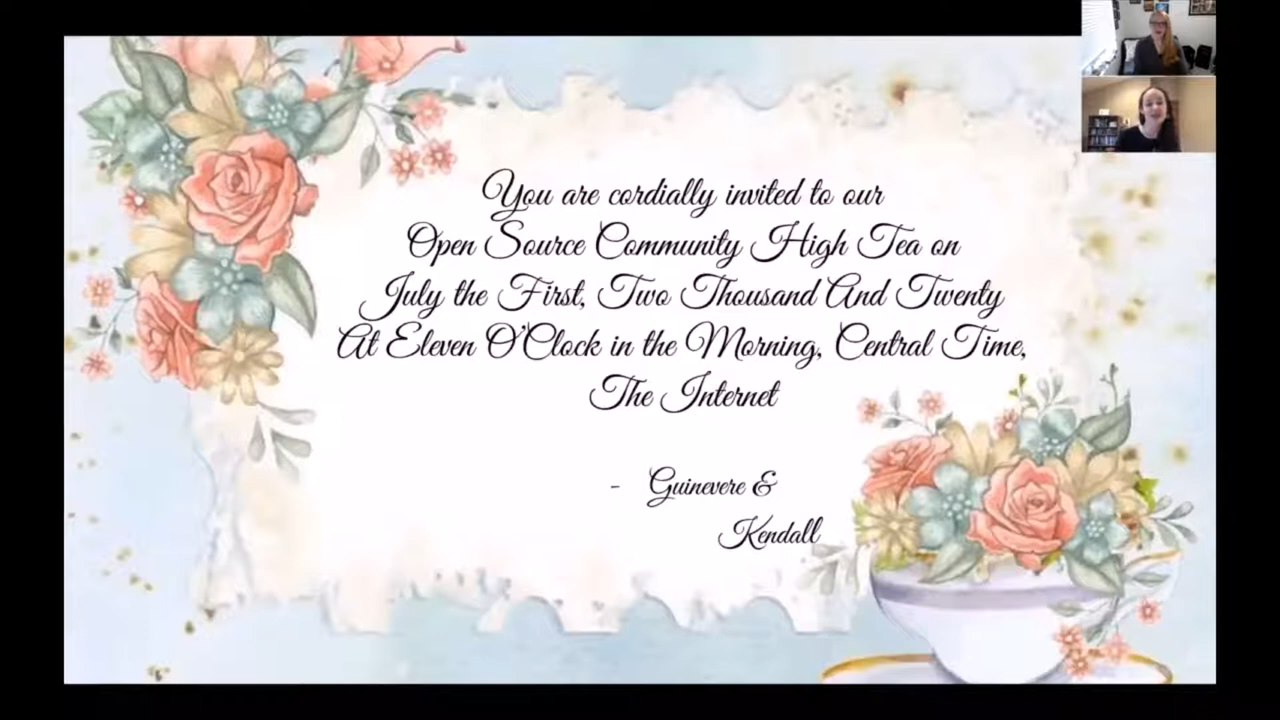 You are cordially invited to our
Open Source Community High Tea on
July the First, Two Thousand And Twenty
At Eleven O'Clock in the Morning, Central Time,
The Internet
- Guinevere &
Kendall